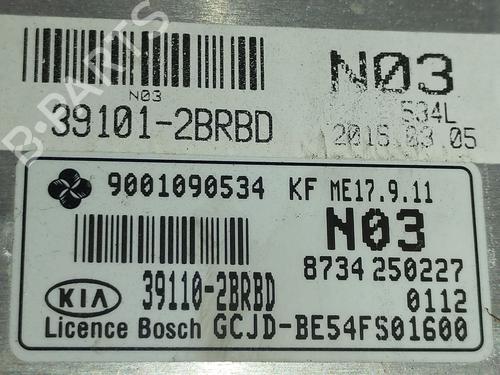 N03
N03
534L
39101-2BRBD
2015.03.05
9001090534 KF ME17.9.11
N03
39110-2BRBD
8734 250227
KIA
0112
Licence Bosch GCJD-BE54FS01600
B-PARTS